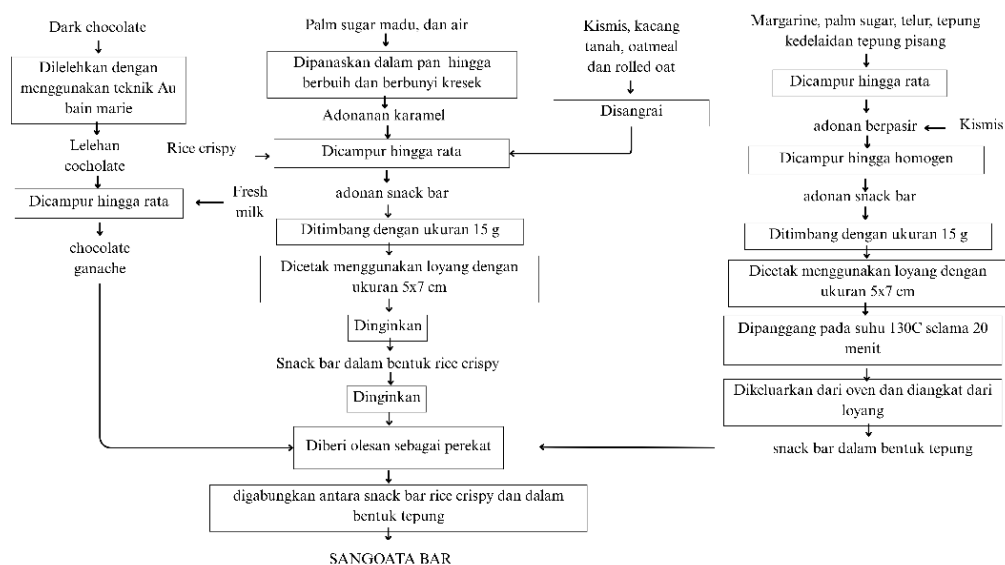 Dark chocolate
Dilelehkan dengan
menggunakan teknik Au
bain marie
Lelehan
cocholate
Dicampur hingga rata
Fresh
milk
chocolate
ganache
Palm sugar madu, dan air
Dipanaskan dalam pan hingga
berbuih dan berbunyi kresek
Adonanan karamel
Rice crispy
Dicampur hingga rata
Kismis, kacang
tanah, oatmeal
dan rolled oat
Disangrai
adonan snack bar
Ditimbang dengan ukuran 15 g
Dicetak menggunakan loyang dengan
ukuran 5x7 cm
Dinginkan
Snack bar dalam bentuk rice crispy
Dinginkan
Diberi olesan sebagai perekat
digabungkan antara snack bar rice crispy dan dalam
bentuk tepung
SANGOATA BAR
Margarine, palm sugar, telur, tepung
kedelaidan tepung pisang
Dicampur hingga rata
adonan berpasir
Kismis
Dicampur hingga homogen
adonan snack bar
Ditimbang dengan ukuran 15 g
Dicetak menggunakan loyang dengan
ukuran 5x7 cm
Dipanggang pada suhu 130C selama 20
menit
Dikeluarkan dari oven dan diangkat dari
loyang
snack bar dalam bentuk tepung